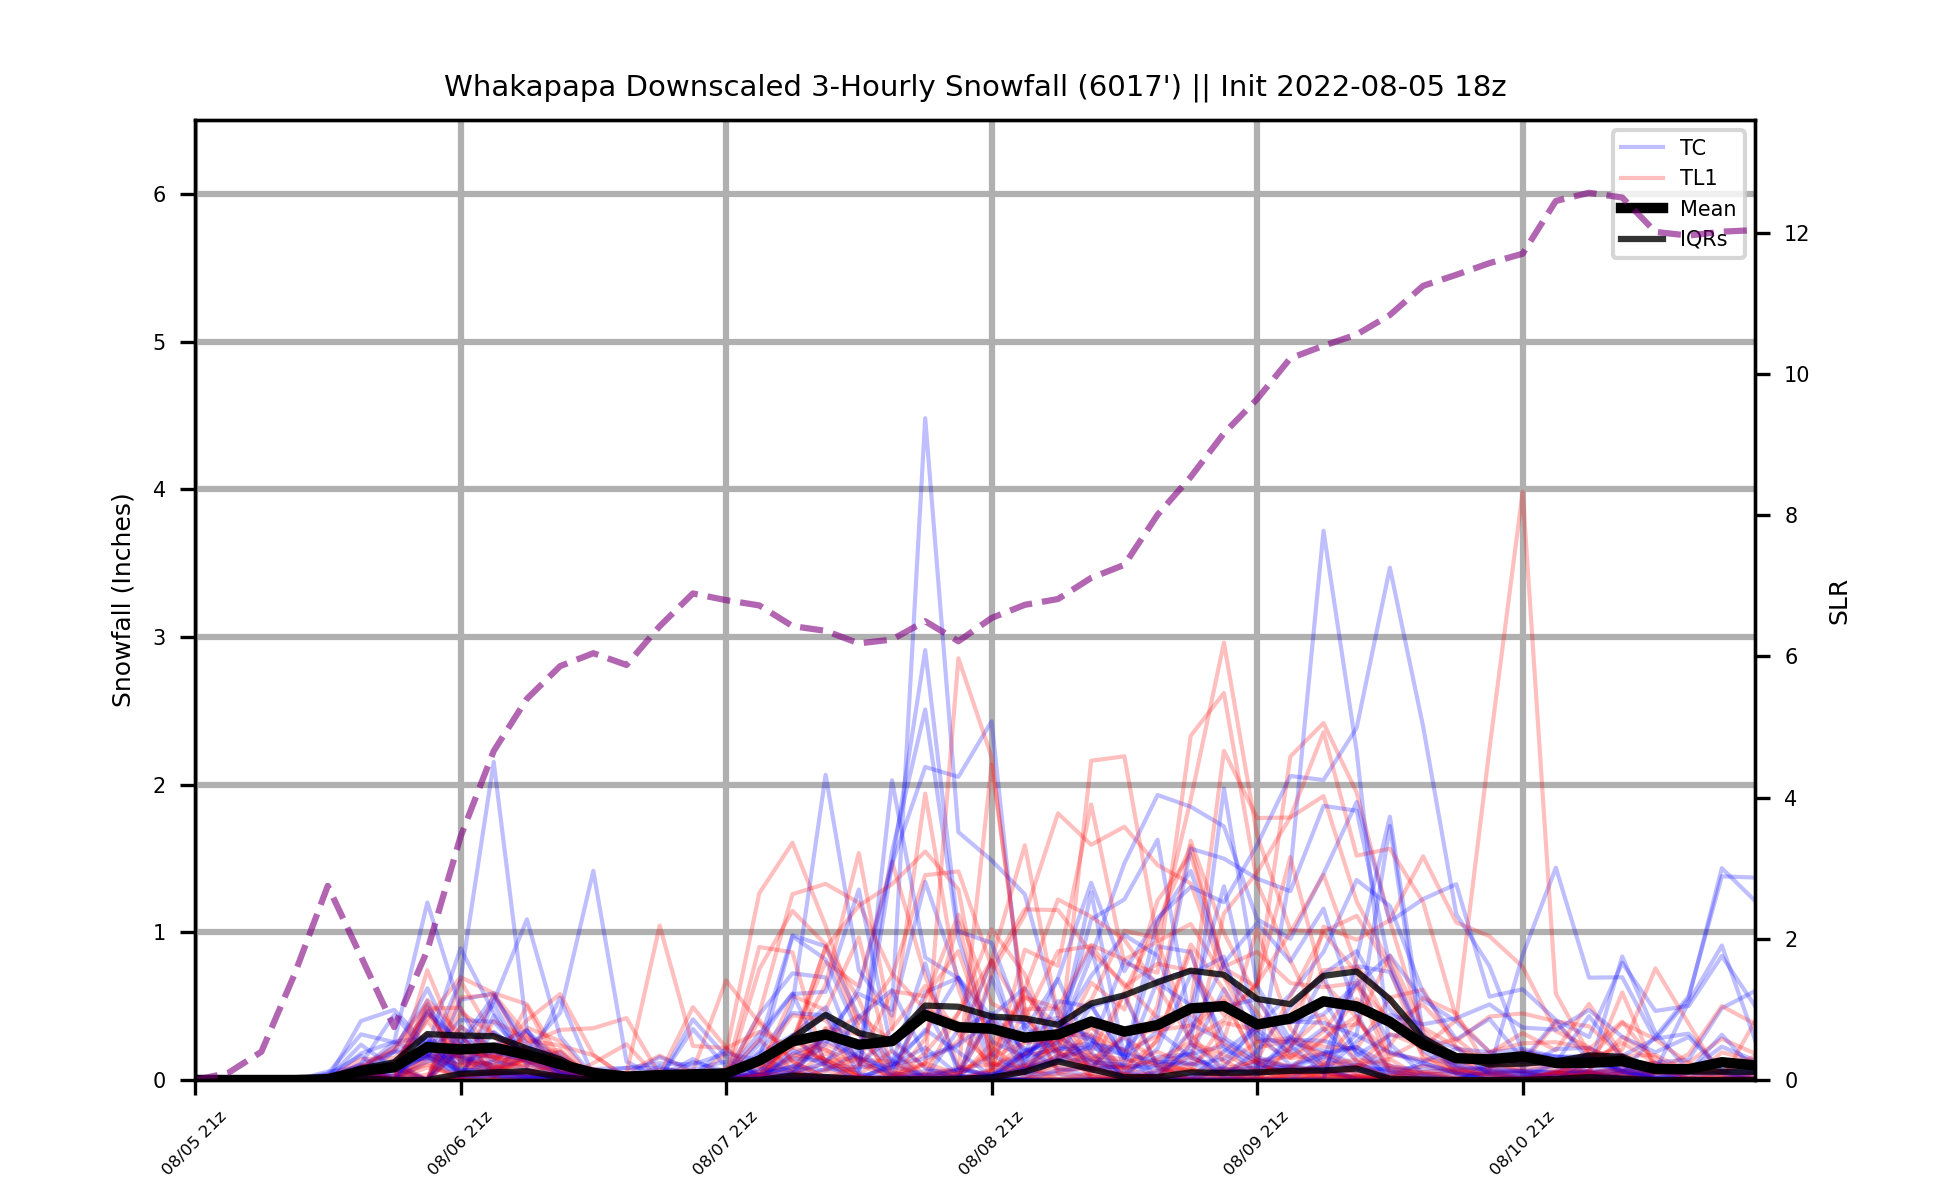 Whakapapa Downscaled 3-Hourly Snowfall (6017') || Init 2022-08-05 18z
TC
TL1
Mean
IQRs
Snowfall (Inches)
6
5
4
3
2
1
0
SLR
12
10
8
6
4
2
0
08/05 21z
08/06 21z
08/07 21z
08/08 21z
08/09 21z
08/10 21z